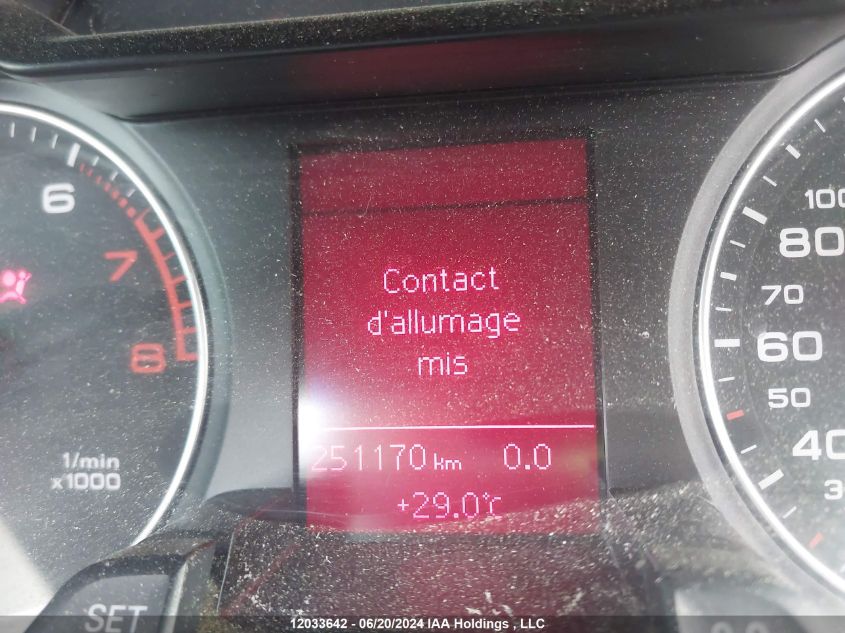 Contact
d'allumage
mis
251170 km 0.0
+29.0°C
6
7
8
1/min
x1000
100
80
70
60
50
40
SET
12033642 - 06/20/2024 IAA Holdings , LLC